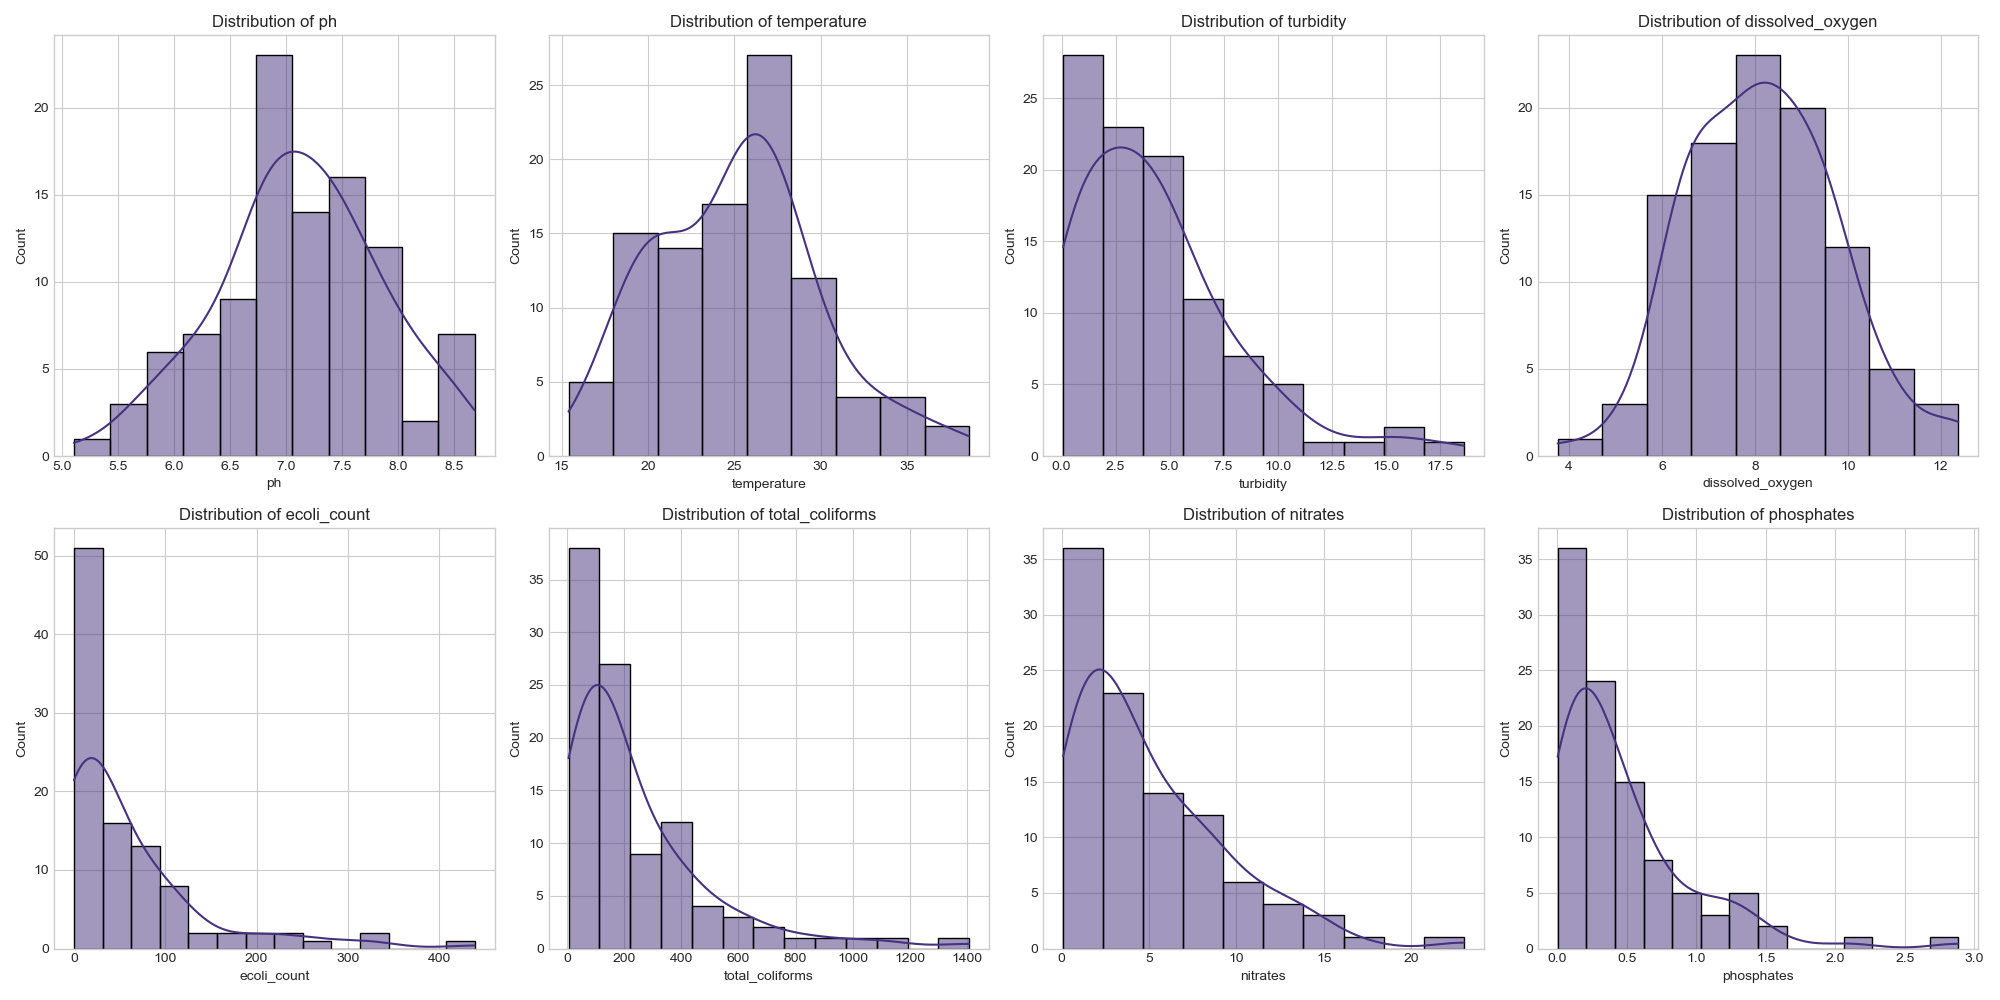 Distribution of ph
Distribution of temperature
Distribution of turbidity
Distribution of dissolved_oxygen
Count
20
15
10
5
0
5.0 5.5 6.0 6.5 7.0 7.5 8.0 8.5
ph
Count
25
20
15
10
5
0
15 20 25 30 35
temperature
Count
25
20
15
10
5
0
0.0 2.5 5.0 7.5 10.0 12.5 15.0 17.5
turbidity
Count
20
15
10
5
0
4 6 8 10 12
dissolved_oxygen
Distribution of ecoli_count
Distribution of total_coliforms
Distribution of nitrates
Distribution of phosphates
Count
50
40
30
20
10
0
0 100 200 300 400
ecoli_count
Count
35
30
25
20
15
10
5
0
0 200 400 600 800 1000 1200 1400
total_coliforms
Count
35
30
25
20
15
10
5
0
0 5 10 15 20
nitrates
Count
35
30
25
20
15
10
5
0
0.0 0.5 1.0 1.5 2.0 2.5 3.0
phosphates